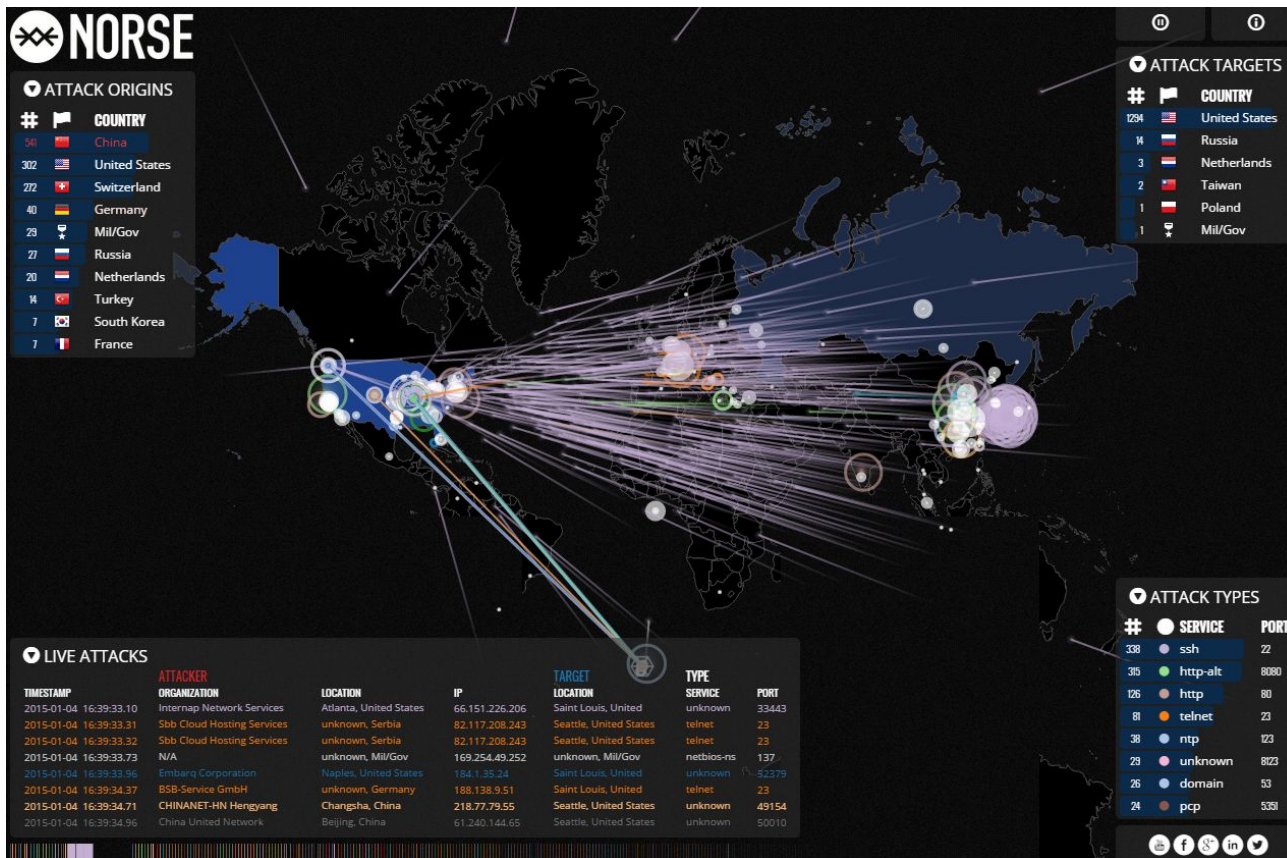 NORSE
ATTACK ORIGINS
# COUNTRY
541 China
302 United States
272 Switzerland
40 Germany
29 Mil/Gov
27 Russia
20 Netherlands
14 Turkey
7 South Korea
7 France
ATTACK TARGETS
# COUNTRY
1294 United States
14 Russia
3 Netherlands
2 Taiwan
1 Poland
1 Mil/Gov
LIVE ATTACKS
ATTACKER TARGET TYPE
TIMESTAMP ORGANIZATION LOCATION IP LOCATION SERVICE PORT
2015-01-04 16:39:33.10 Internap Network Services Atlanta, United States 66.151.226.206 Saint Louis, United unknown 33443
2015-01-04 16:39:33.31 Sbb Cloud Hosting Services unknown, Serbia 82.117.208.243 Seattle, United States telnet 23
2015-01-04 16:39:33.32 Sbb Cloud Hosting Services unknown, Serbia 82.117.208.243 Seattle, United States telnet 23
2015-01-04 16:39:33.73 N/A unknown, Mil/Gov 169.254.49.252 unknown, Mil/Gov netbios-ns 137
2015-01-04 16:39:33.96 Embarq Corporation Naples, United States 184.1.35.24 Saint Louis, United unknown 52379
2015-01-04 16:39:34.37 BSB-Service GmbH unknown, Germany 188.138.9.51 Saint Louis, United telnet 23
2015-01-04 16:39:34.71 CHINANET-HN Hengyang Changsha, China 218.77.79.55 Seattle, United States unknown 49154
2015-01-04 16:39:34.96 China United Network Beijing, China 61.240.144.65 Seattle, United States unknown 50010
ATTACK TYPES
# SERVICE PORT
338 ssh 22
315 http-alt 8080
126 http 80
81 telnet 23
38 ntp 123
29 unknown 8123
26 domain 53
24 pcp 5351